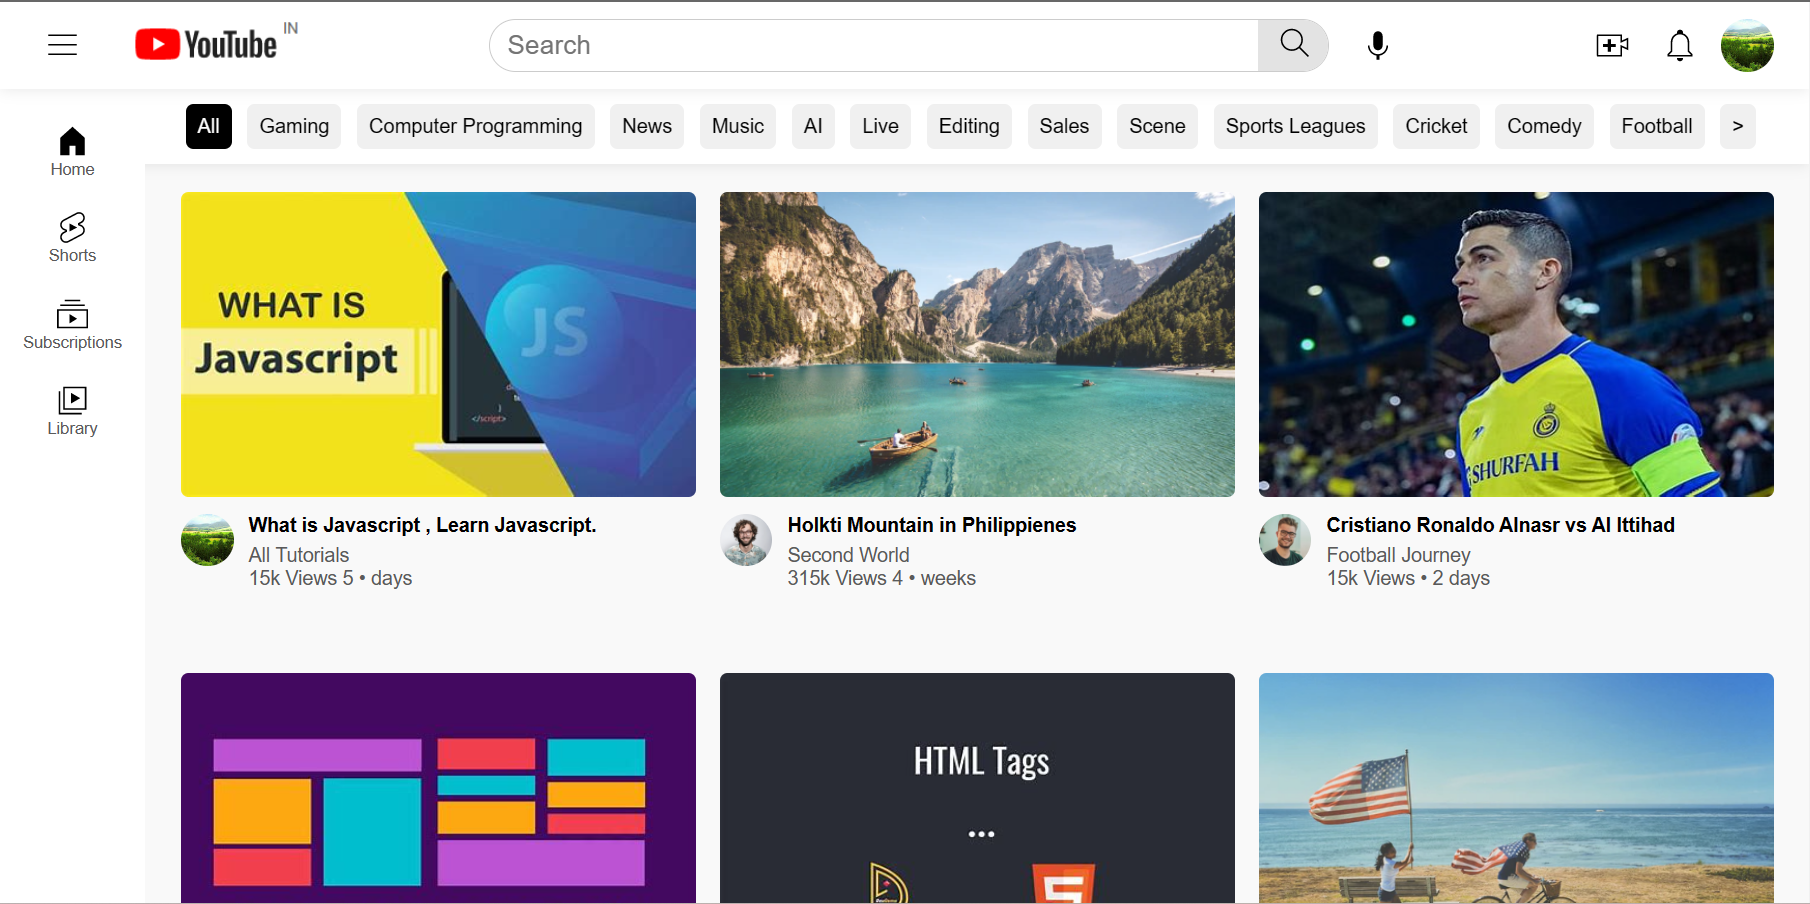 YouTube IN
Search
All Gaming Computer Programming News Music AI Live Editing Sales Scene Sports Leagues Cricket Comedy Football >
Home
Shorts
Subscriptions
Library
WHAT IS
Javascript
JS
}
</script>
SHURFAH
What is Javascript , Learn Javascript.
All Tutorials
15k Views 5 • days
Holkti Mountain in Philippienes
Second World
315k Views 4 • weeks
Cristiano Ronaldo Alnasr vs Al Ittihad
Football Journey
15k Views • 2 days
HTML Tags
...